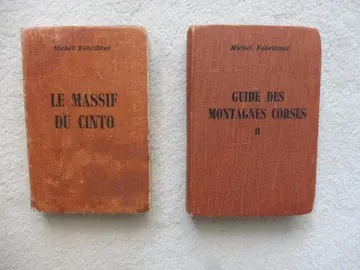 Michel Fabrikant
LE MASSIF
DU CINTO
Michel Fabrikant
GUIDE DES
MONTAGNES CORSES
II